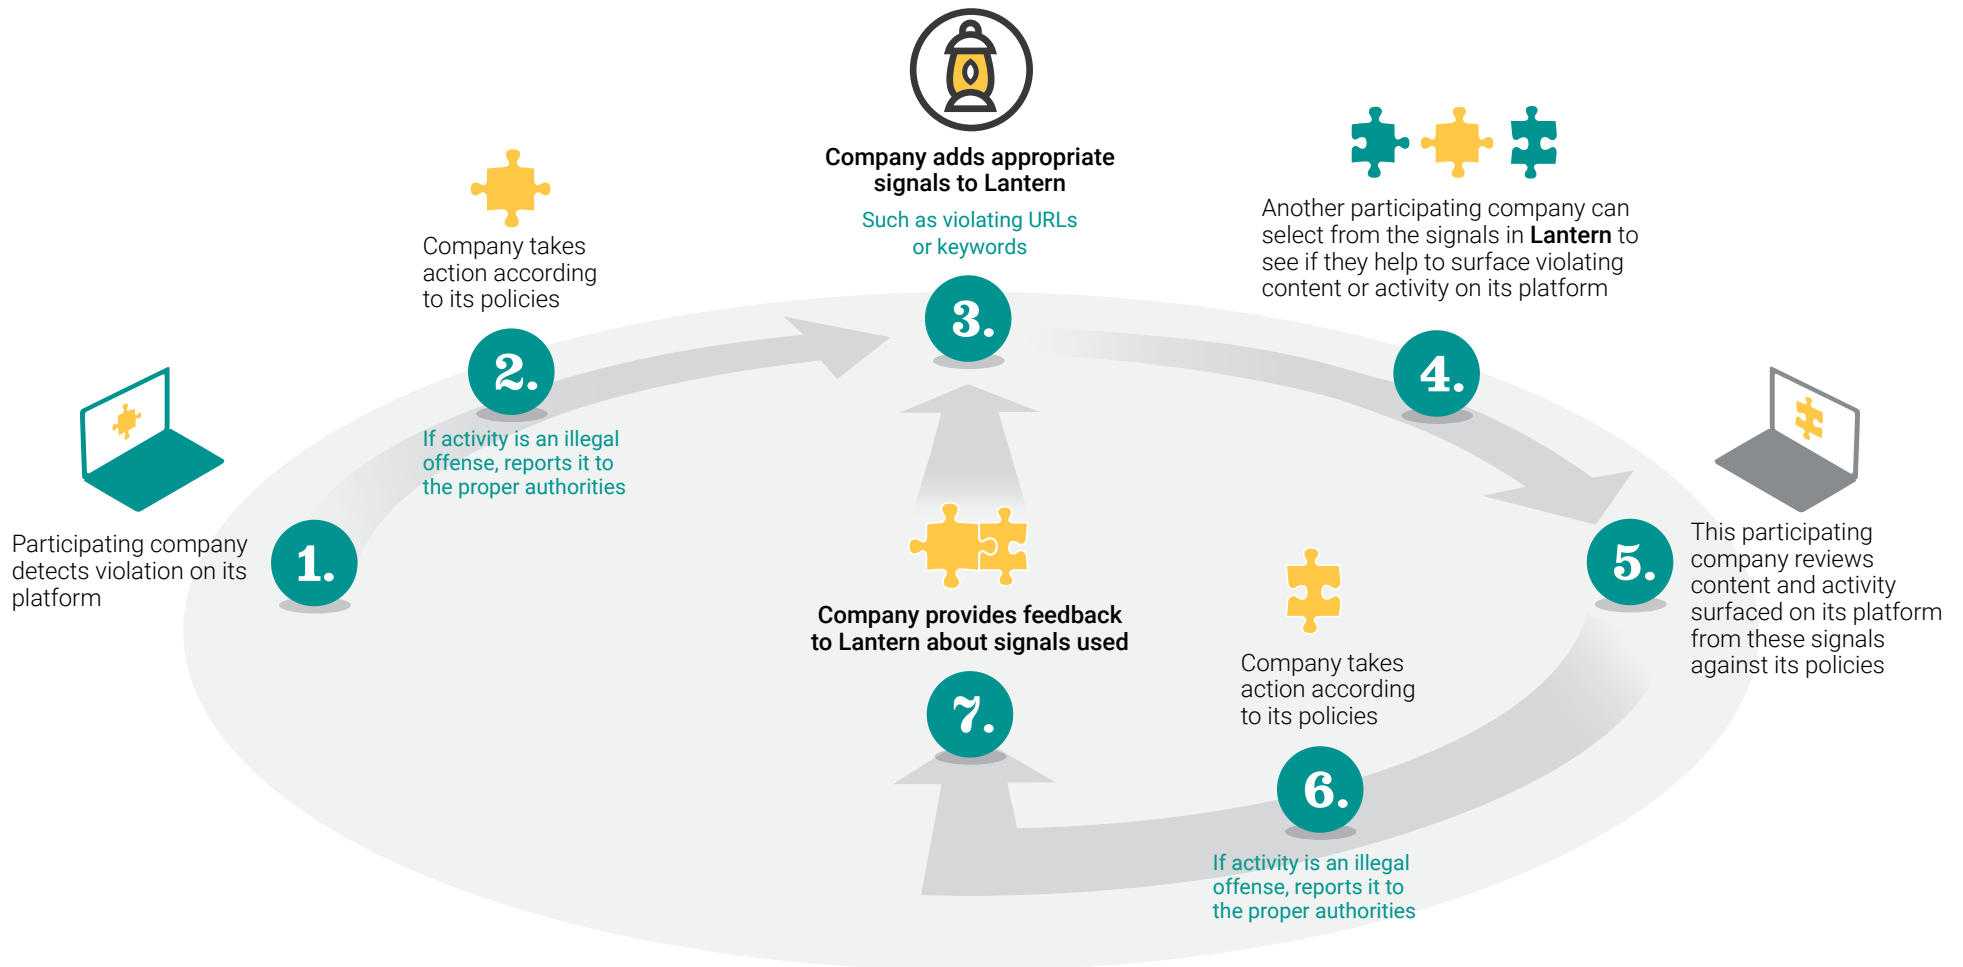 1.
Participating company
detects violation on its
platform
2.
Company takes
action according
to its policies
If activity is an illegal
offense, reports it to
the proper authorities
3.
Company adds appropriate
signals to Lantern
Such as violating URLs
or keywords
4.
Another participating company can
select from the signals in Lantern to
see if they help to surface violating
content or activity on its platform
5.
This participating
company reviews
content and activity
surfaced on its platform
from these signals
against its policies
6.
Company takes
action according
to its policies
If activity is an illegal
offense, reports it to
the proper authorities
7.
Company provides feedback
to Lantern about signals used